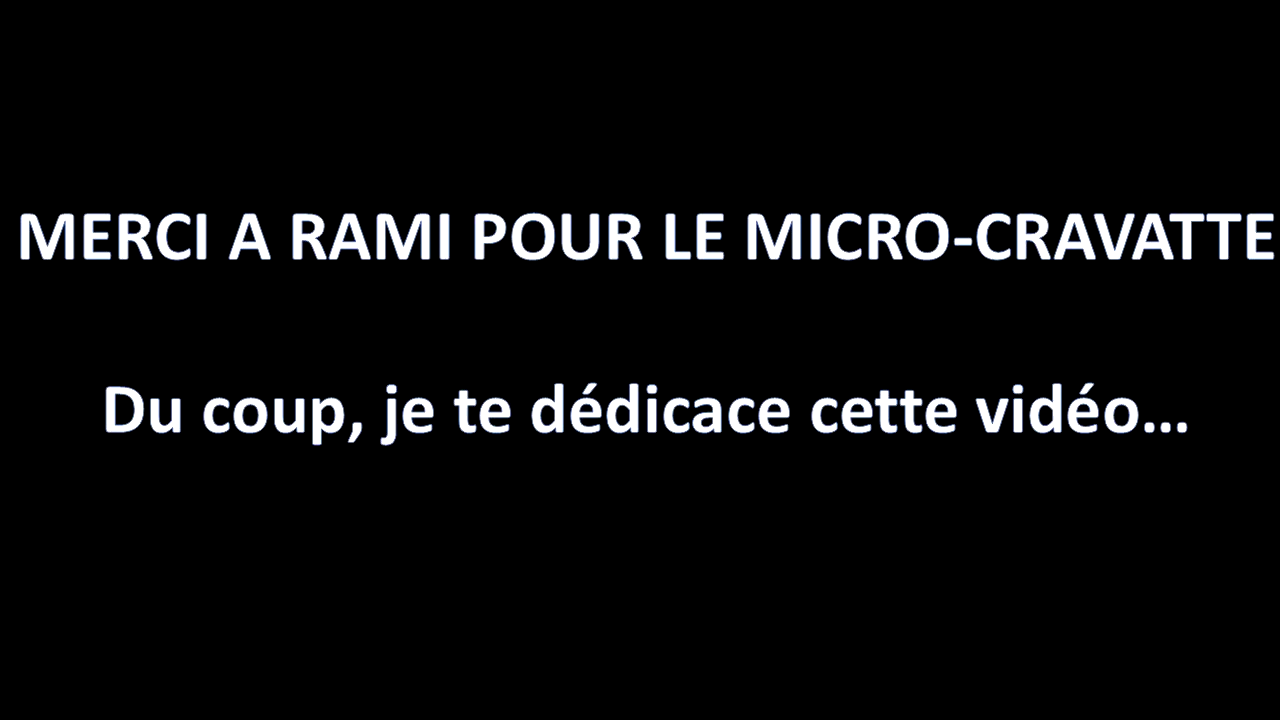 MERCI A RAMI POUR LE MICRO-CRAVATTE
Du coup, je te dédicace cette vidéo…